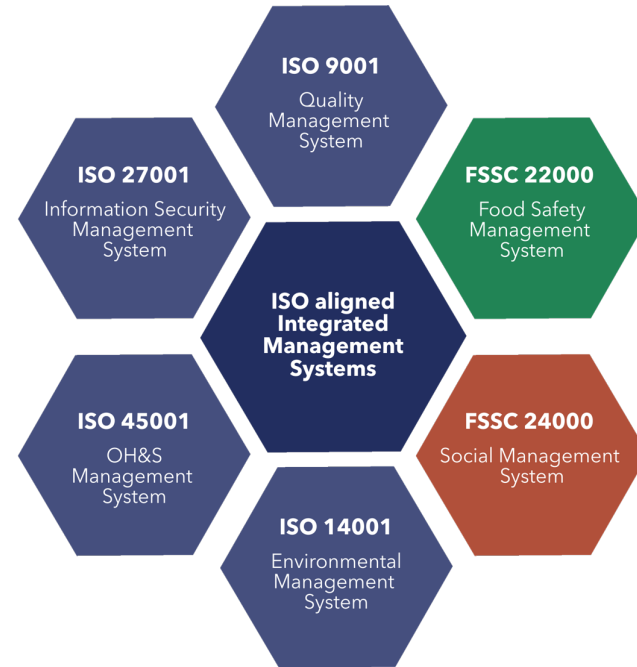 ISO 9001
Quality
Management
System
ISO 27001
Information Security
Management
System
FSSC 22000
Food Safety
Management
System
ISO aligned
Integrated
Management
Systems
ISO 45001
OH&S
Management
System
FSSC 24000
Social Management
System
ISO 14001
Environmental
Management
System